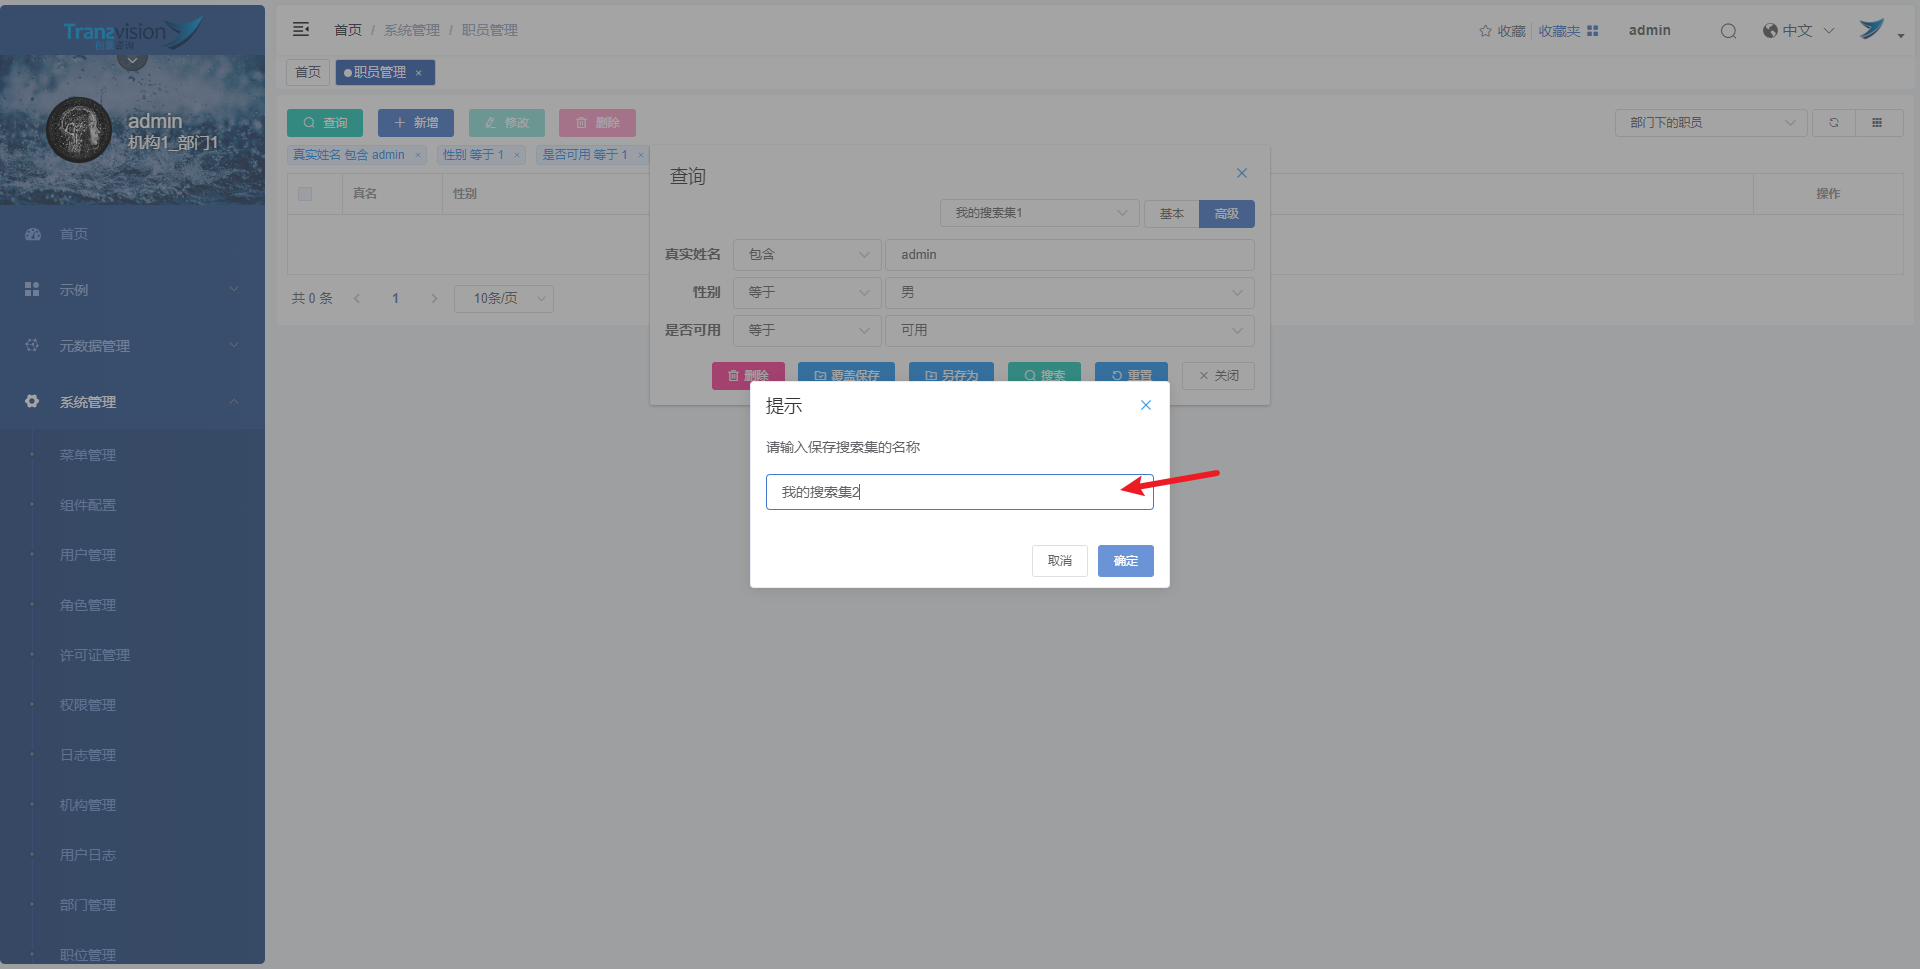 Transvision
创景咨询
admin
机构1_部门1
首页
示例
元数据管理
系统管理
菜单管理
组件配置
用户管理
角色管理
许可证管理
权限管理
日志管理
机构管理
用户日志
部门管理
职位管理
首页 / 系统管理 / 职员管理
收藏 收藏夹 admin 中文
首页 职员管理 ×
查询 新增 修改 删除 部门下的职员
真实姓名 包含 admin × 性别 等于 1 × 是否可用 等于 1 ×
真名 性别 操作
共 0 条 1 10条/页
查询
我的搜索集1 基本 高级
真实姓名 包含 admin
性别 等于 男
是否可用 等于 可用
删除 覆盖保存 另存为 搜索 重置 × 关闭
提示
请输入保存搜索集的名称
我的搜索集2
取消 确定